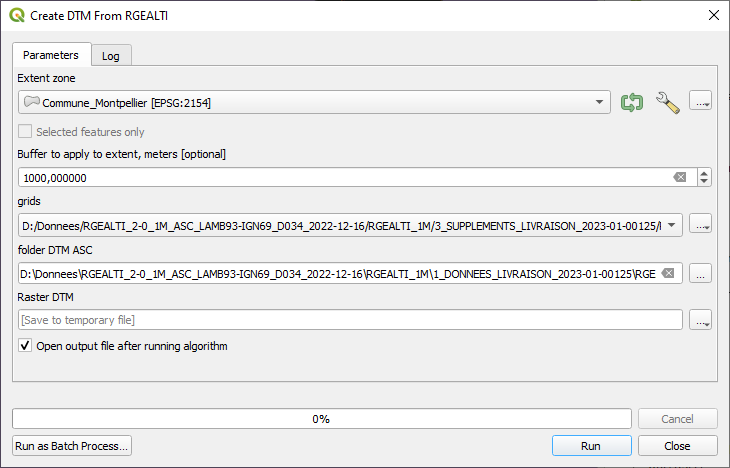 Create DTM From RGEALTI
Parameters
Log
Extent zone
Commune_Montpellier [EPSG:2154]
...
Selected features only
Buffer to apply to extent, meters [optional]
1000,000000
grids
D:/Donnees/RGEALTI_2-0_1M_ASC_LAMB93-IGN69_D034_2022-12-16/RGEALTI_1M/3_SUPPLEMENTS_LIVRAISON_2023-01-00125/
...
folder DTM ASC
D:\Donnees\RGEALTI_2-0_1M_ASC_LAMB93-IGN69_D034_2022-12-16\RGEALTI_1M\1_DONNEES_LIVRAISON_2023-01-00125\RGE
...
Raster DTM
[Save to temporary file]
...
Open output file after running algorithm
0%
Cancel
Run as Batch Process...
Run
Close